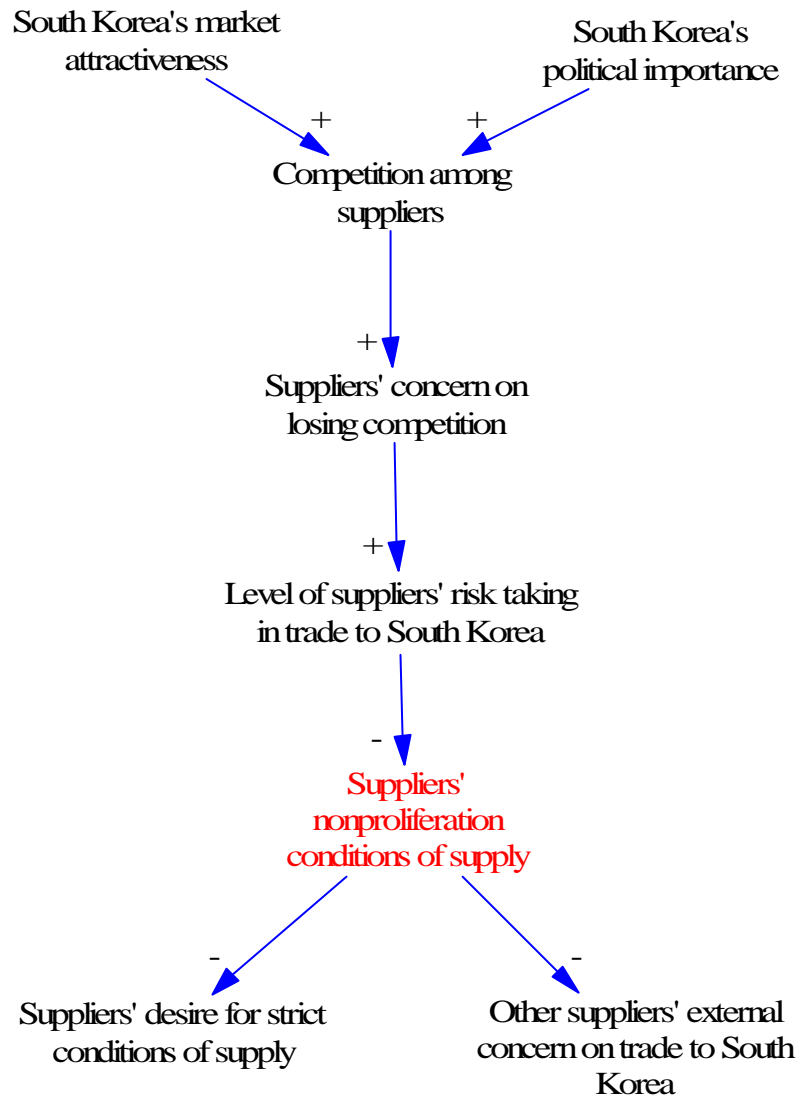 South Korea's market
attractiveness
South Korea's
political importance
+
+
Competition among
suppliers
+
Suppliers' concern on
losing competition
+
Level of suppliers' risk taking
in trade to South Korea
-
Suppliers'
nonproliferation
conditions of supply
-
-
Suppliers' desire for strict
conditions of supply
Other suppliers' external
concern on trade to South
Korea